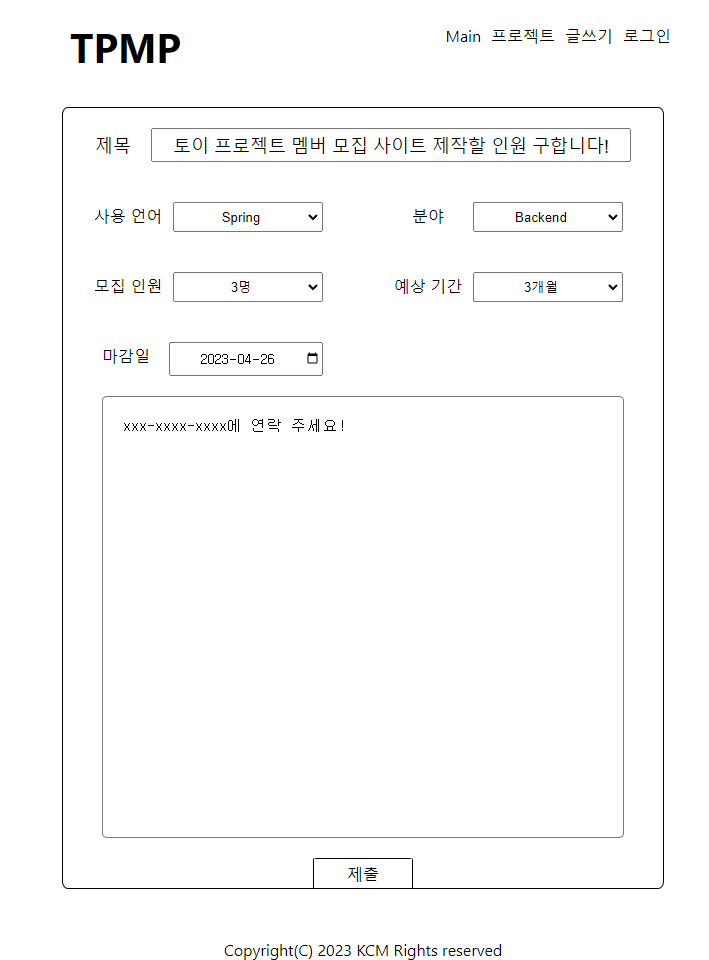 TPMP
Main 프로젝트 글쓰기 로그인
제목 토이 프로젝트 멤버 모집 사이트 제작할 인원 구합니다!
사용 언어 Spring 분야 Backend
모집 인원 3명 예상 기간 3개월
마감일 2023-04-26
xxx-xxxx-xxxx에 연락 주세요!
제출
Copyright(C) 2023 KCM Rights reserved